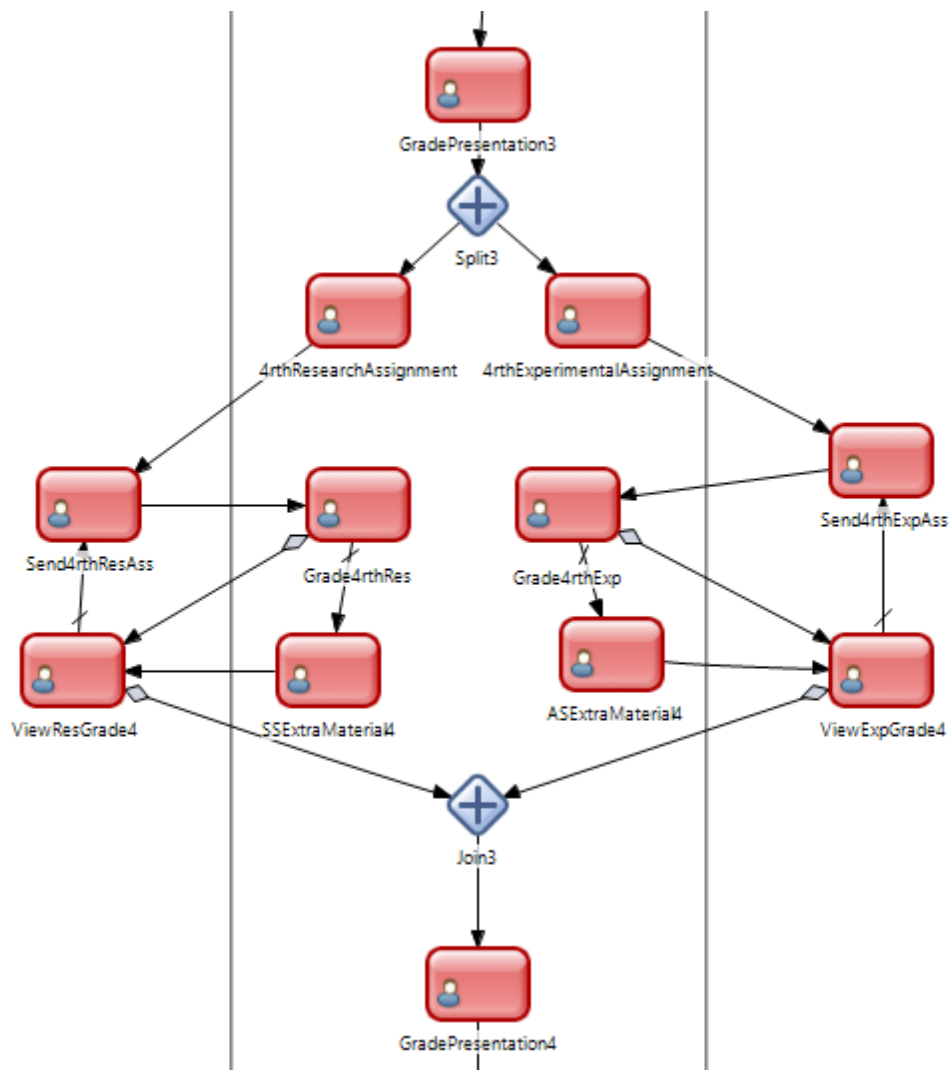 GradePresentation3
Split3
4rthResearchAssignment
4rthExperimentalAssignment
Send4rthResAss
Grade4rthRes
Grade4rthExp
Send4rthExpAss
ViewResGrade4
SSExtraMaterial4
ASExtraMaterial4
ViewExpGrade4
Join3
GradePresentation4